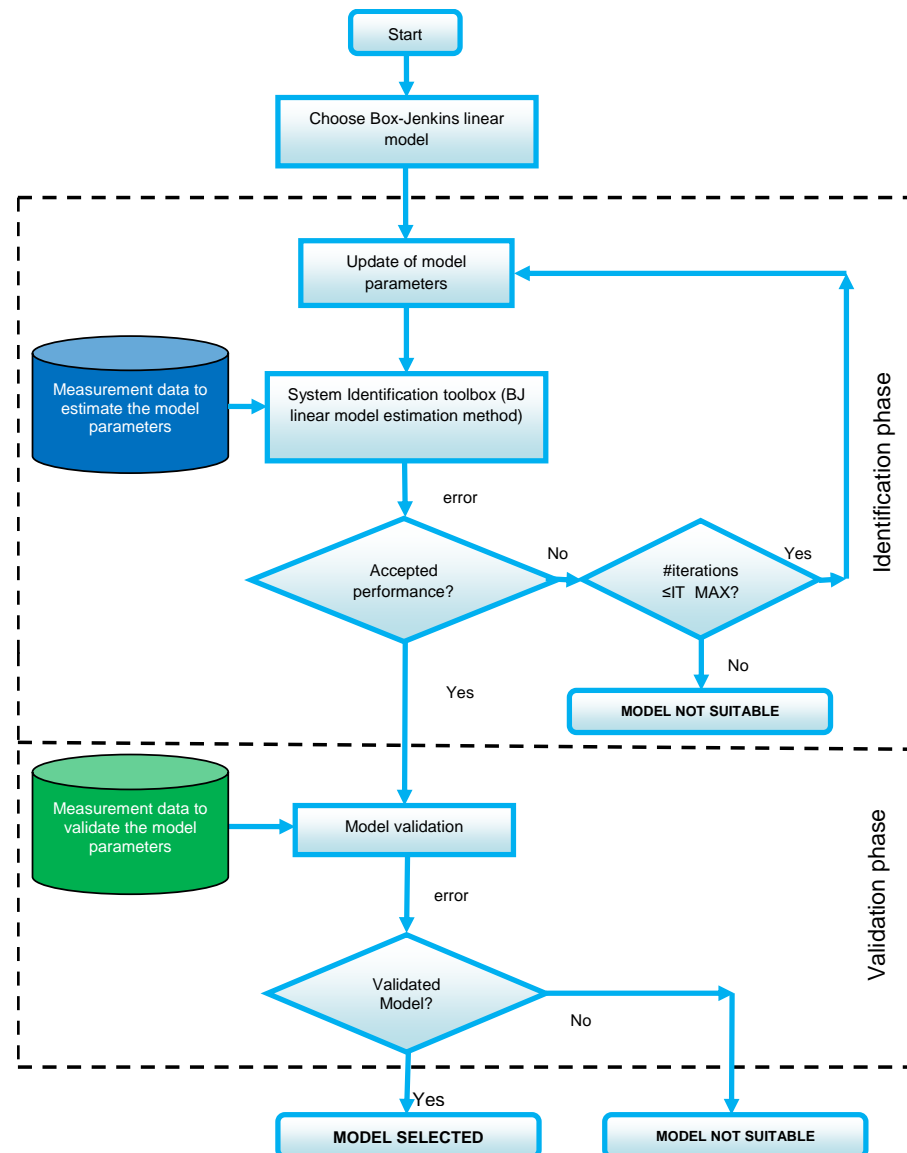 Start
Choose Box-Jenkins linear
model
Update of model
parameters
Measurement data to
estimate the model
parameters
System Identification toolbox (BJ
linear model estimation method)
error
Accepted
performance?
No
#iterations
≤IT MAX?
Yes
No
MODEL NOT SUITABLE
Yes
Identification phase
Measurement data to
validate the model
parameters
Model validation
error
Validated
Model?
No
Yes
Validation phase
MODEL SELECTED
MODEL NOT SUITABLE